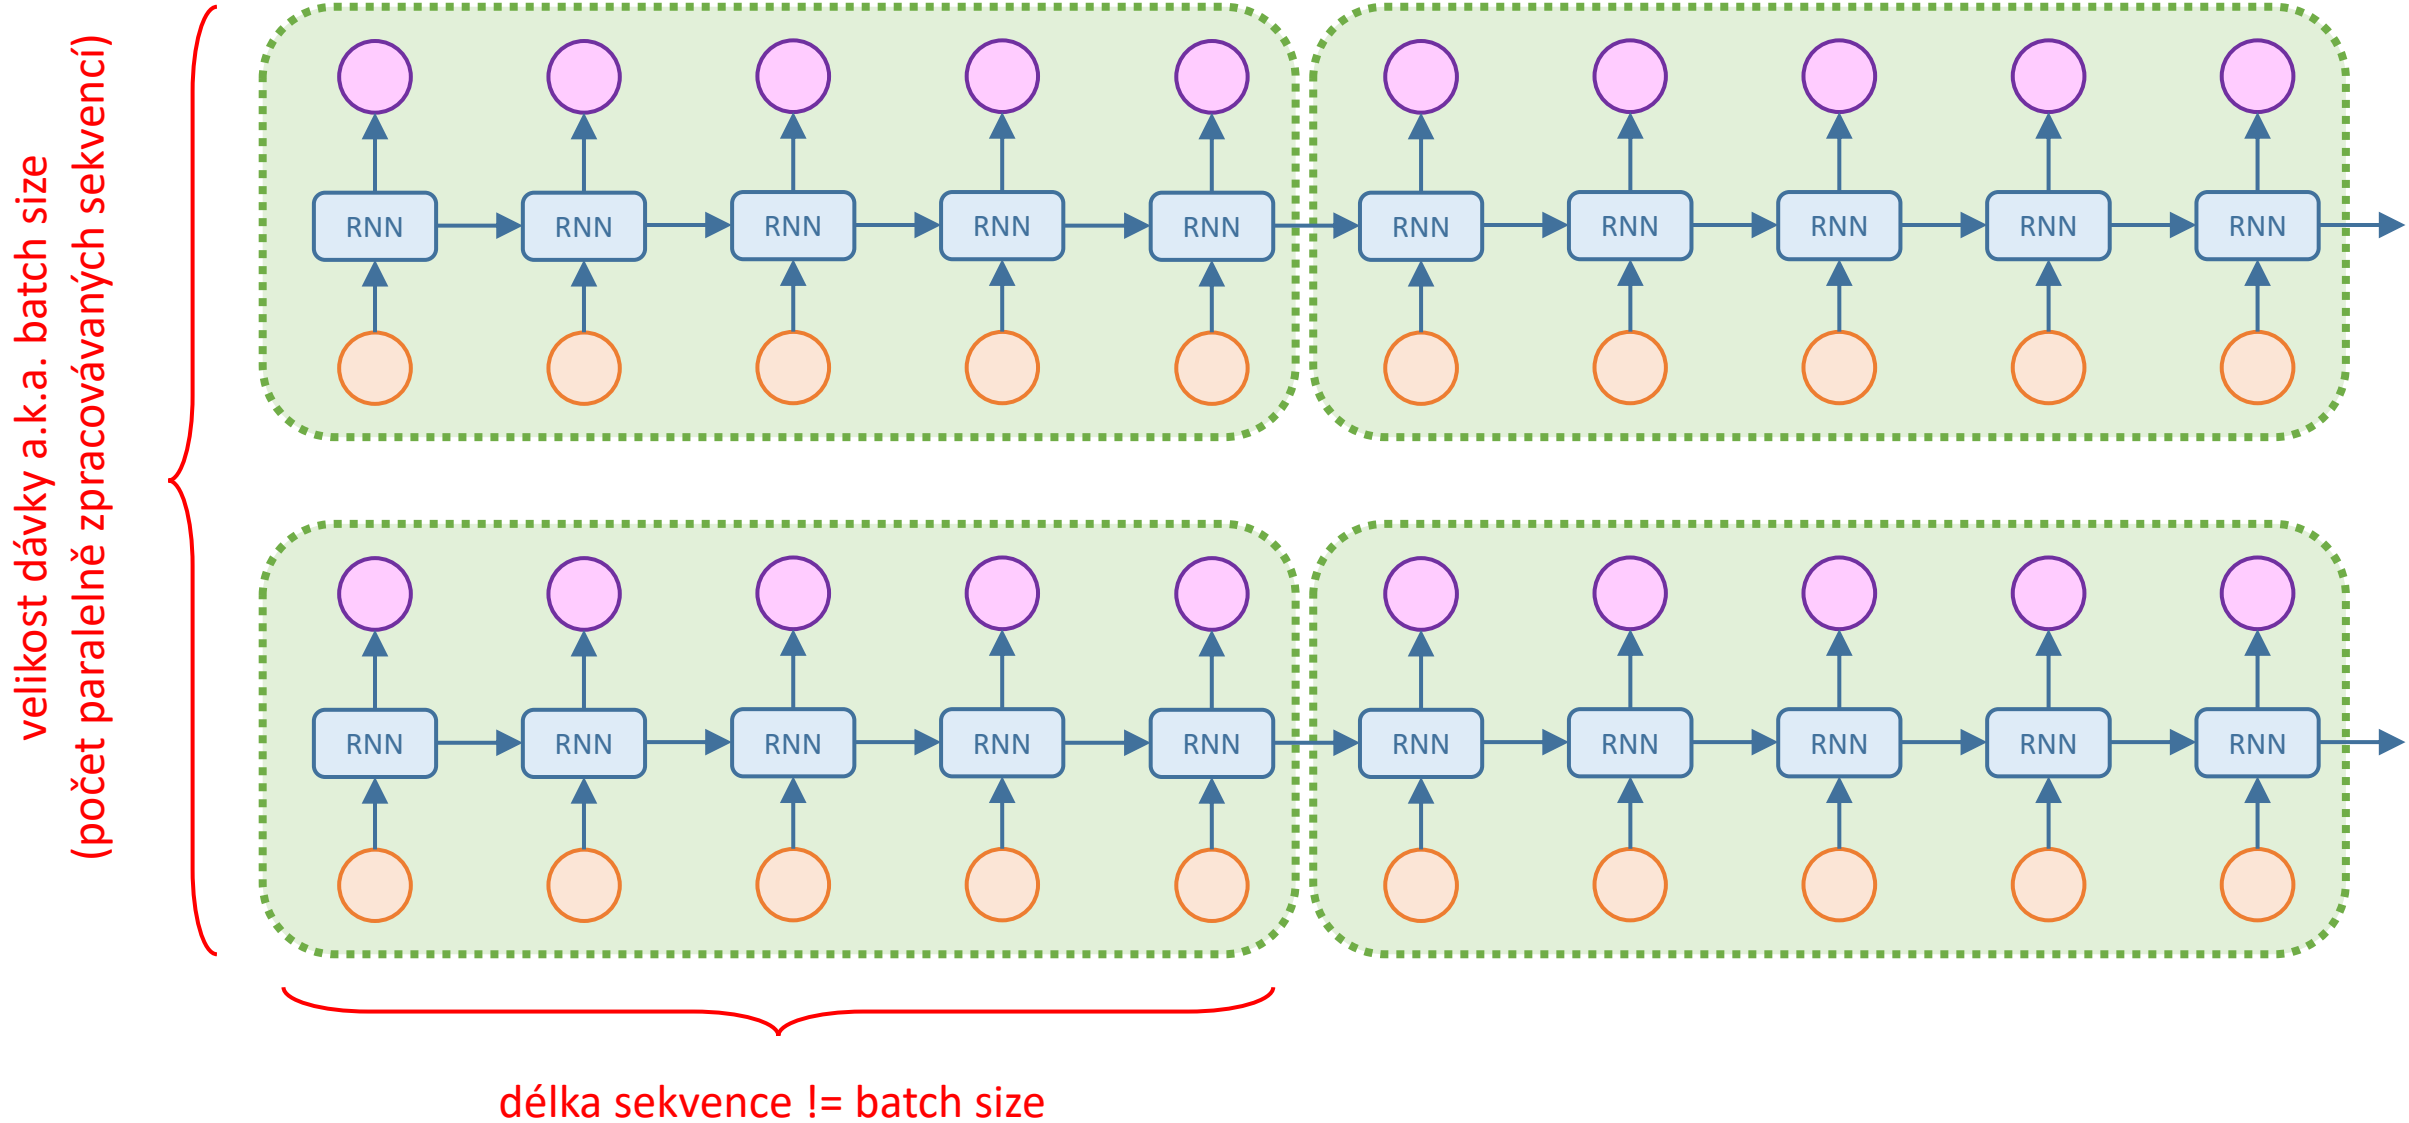 velikost dávky a.k.a. batch size
(počet paralelně zpracovávaných sekvencí)
RNN RNN RNN RNN RNN RNN RNN RNN RNN RNN
RNN RNN RNN RNN RNN RNN RNN RNN RNN RNN
délka sekvence != batch size